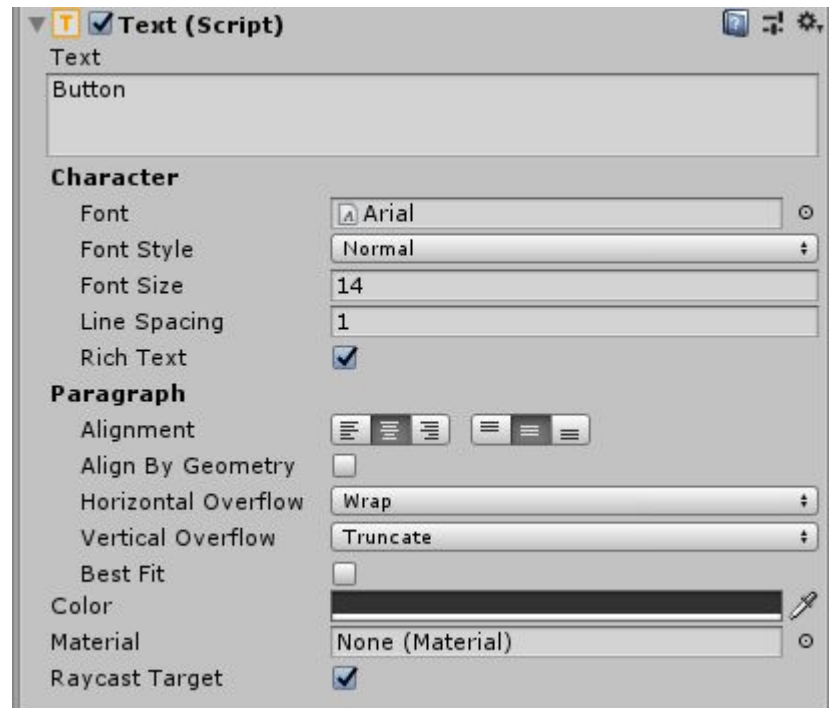 Text (Script)
Text
Button
Character
Font Arial
Font Style Normal
Font Size 14
Line Spacing 1
Rich Text
Paragraph
Alignment
Align By Geometry
Horizontal Overflow Wrap
Vertical Overflow Truncate
Best Fit
Color
Material None (Material)
Raycast Target